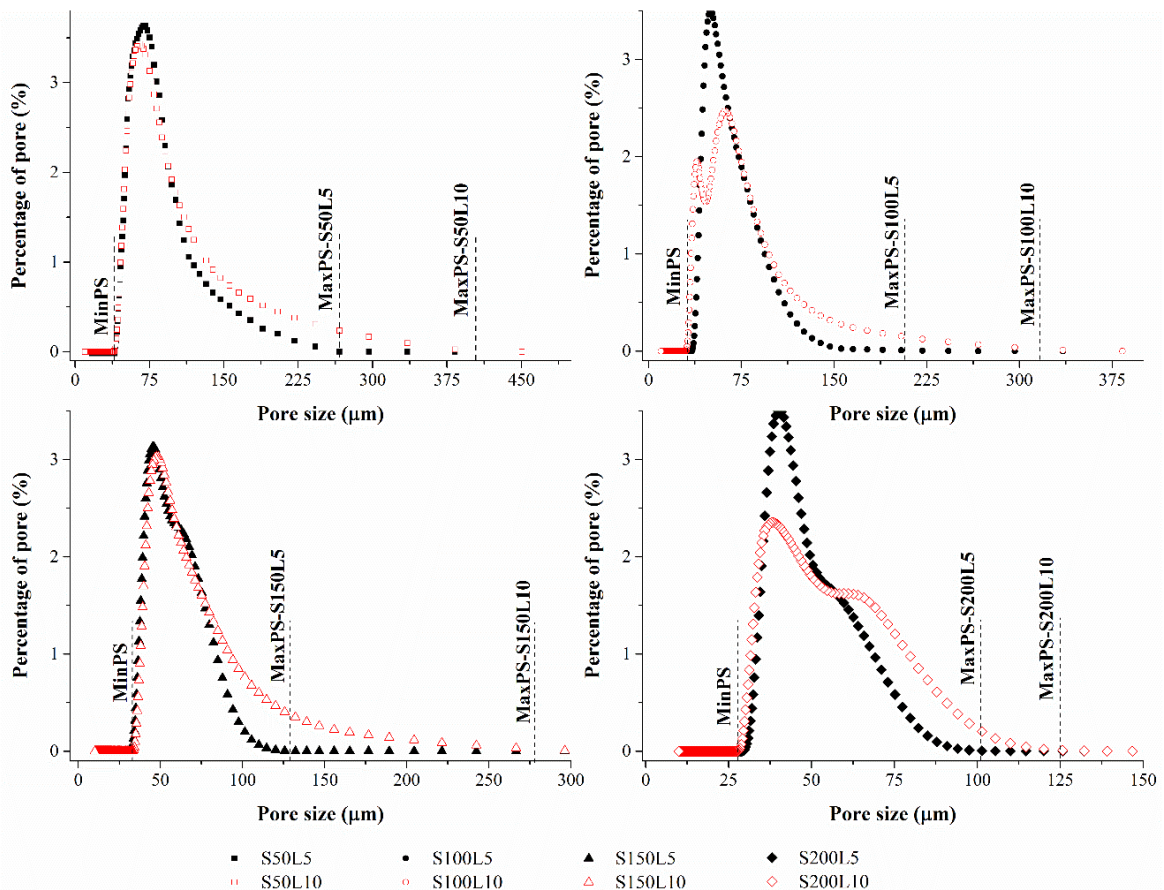 Percentage of pore (%)
3
2
1
0
MinPS
MaxPS-S50L5
MaxPS-S50L10
0 75 150 225 300 375 450
Pore size (μm)
Percentage of pore (%)
3
2
1
0
MinPS
MaxPS-S100L5
MaxPS-S100L10
0 75 150 225 300 375
Pore size (μm)
Percentage of pore (%)
3
2
1
0
MinPS
MaxPS-S150L5
MaxPS-S150L10
0 50 100 150 200 250 300
Pore size (μm)
Percentage of pore (%)
3
2
1
0
MinPS
MaxPS-S200L5
MaxPS-S200L10
0 25 50 75 100 125 150
Pore size (μm)
S50L5 S100L5 S150L5 S200L5
S50L10 S100L10 S150L10 S200L10